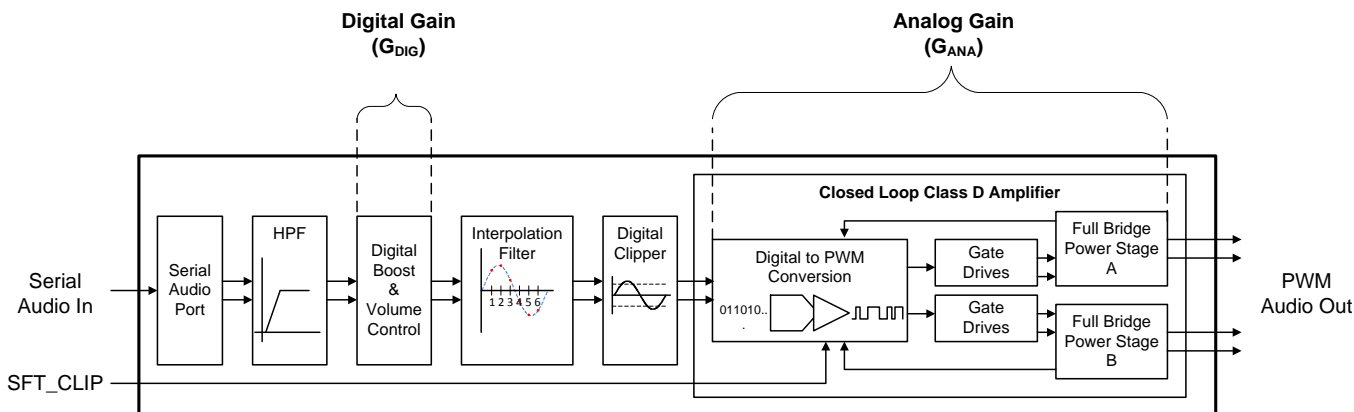 Digital Gain
(GDIG)
Analog Gain
(GANA)
Closed Loop Class D Amplifier
Serial
Audio In
Serial
Audio
Port
HPF
Digital
Boost
&
Volume
Control
Interpolation
Filter
1 2 3 4 5 6
Digital
Clipper
Digital to PWM
Conversion
011010..
.
Gate
Drives
Gate
Drives
Full Bridge
Power Stage
A
Full Bridge
Power Stage
B
PWM
Audio Out
SFT_CLIP